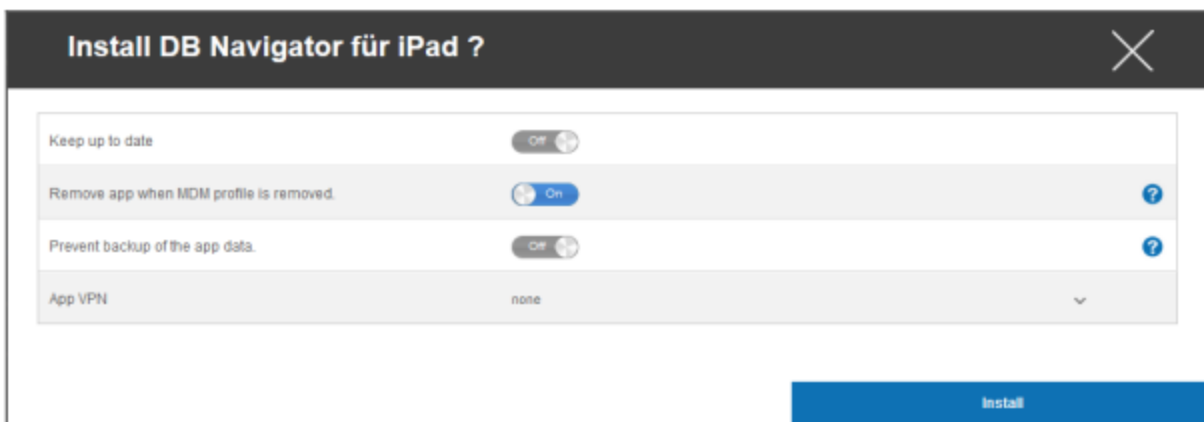 Install DB Navigator für iPad ?
Keep up to date Off
Remove app when MDM profile is removed. On ?
Prevent backup of the app data. Off ?
App VPN none
Install